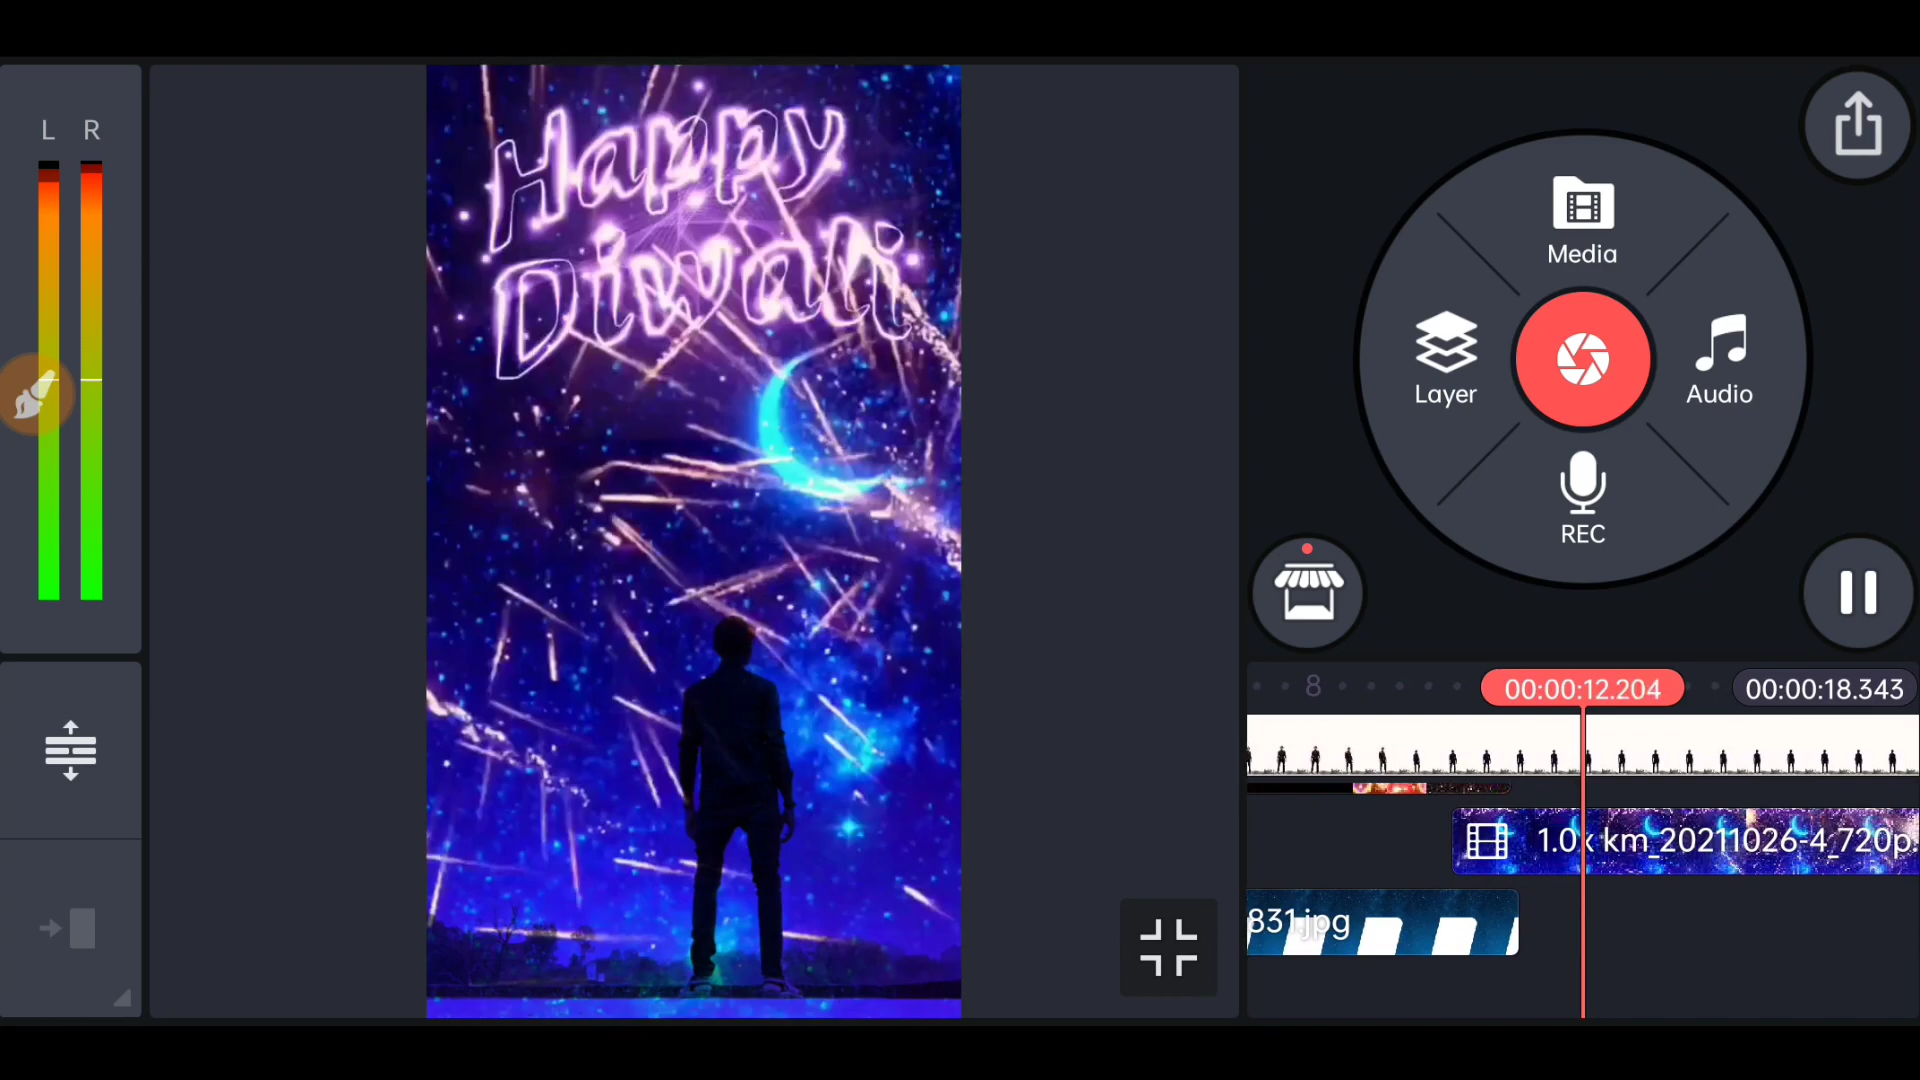 L R
Happy
Diwali
Media
Layer
Audio
REC
8
00:00:12.204
00:00:18.343
1.0x km_20211026-4_720p.
831.jpg